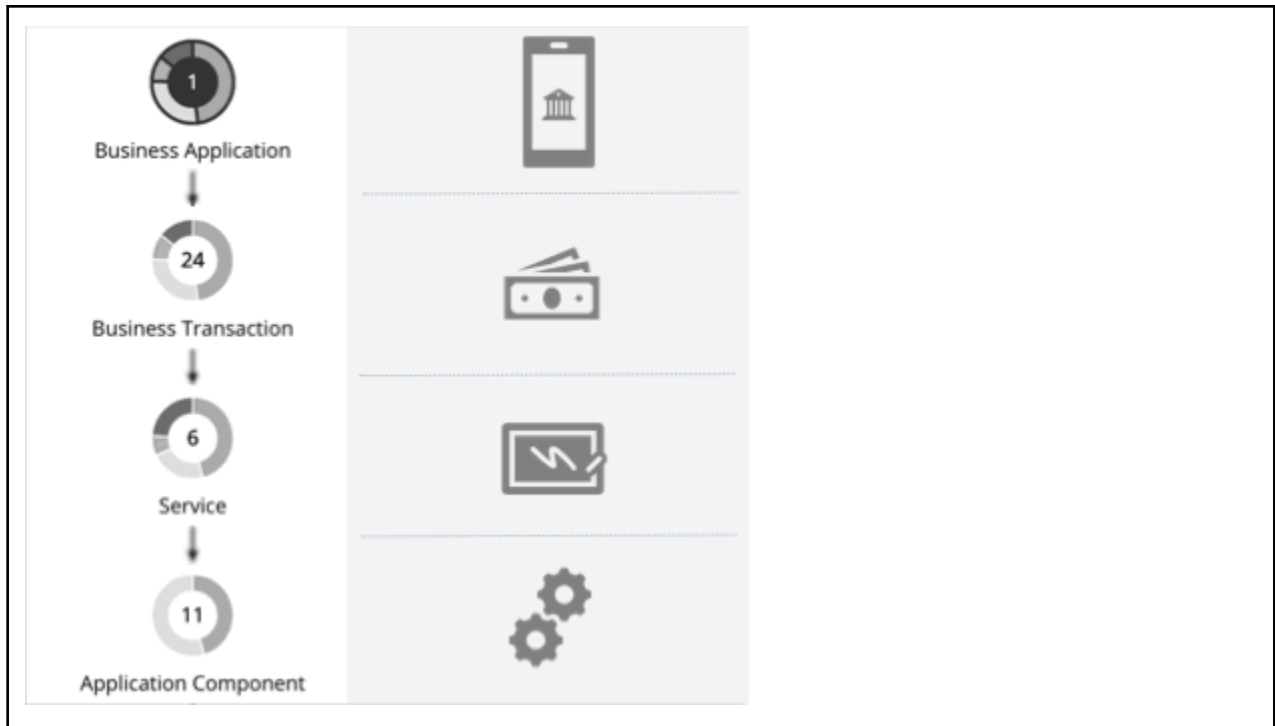 1
Business Application
24
Business Transaction
6
Service
11
Application Component